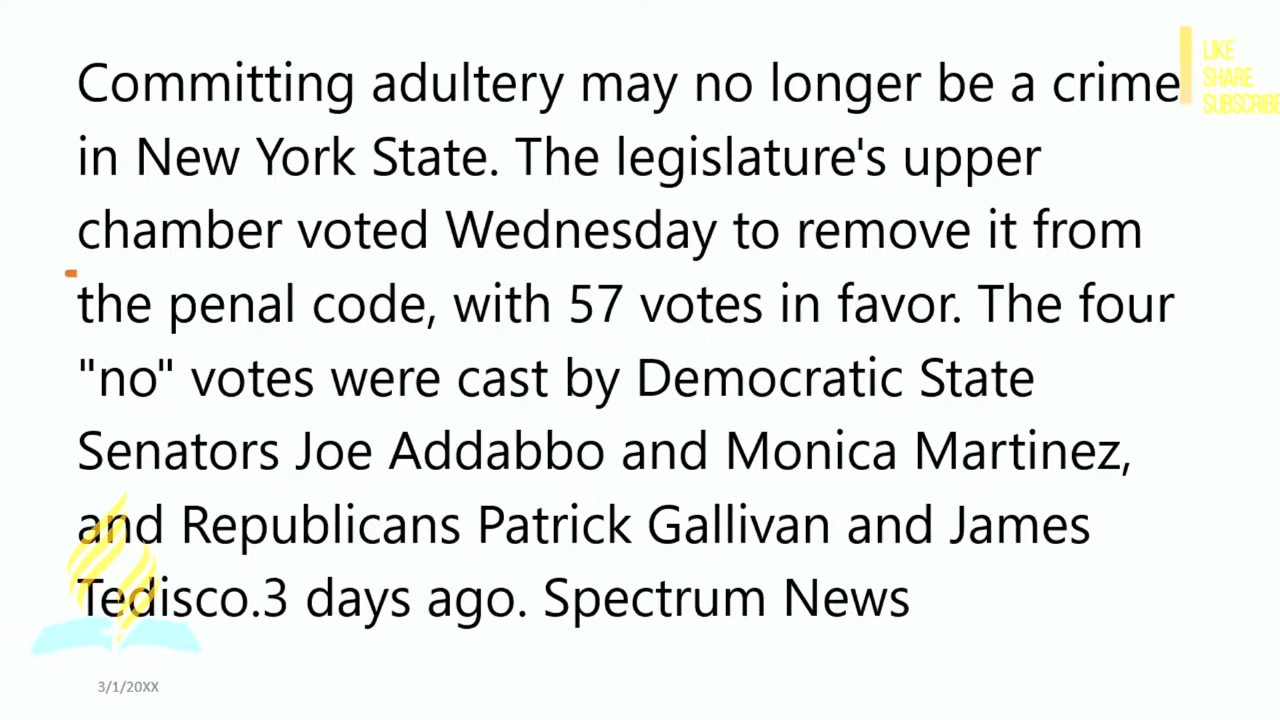 Committing adultery may no longer be a crime
in New York State. The legislature's upper
chamber voted Wednesday to remove it from
the penal code, with 57 votes in favor. The four
"no" votes were cast by Democratic State
Senators Joe Addabbo and Monica Martinez,
and Republicans Patrick Gallivan and James
Tedisco.3 days ago. Spectrum News
LIKE
SHARE
SUBSCRIBE
3/1/20XX